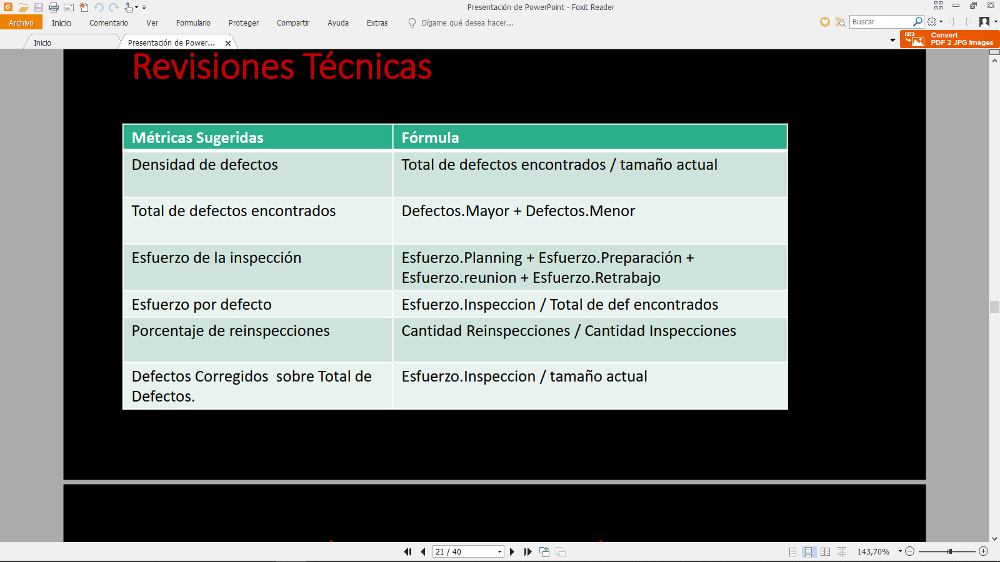 Presentación de PowerPoint - Foxit Reader
Archivo Inicio Comentario Ver Formulario Proteger Compartir Ayuda Extras Dígame qué desea hacer... Buscar
Inicio Presentación de Power... Convert
PDF 2 JPG Images
Revisiones Técnicas
Métricas Sugeridas Fórmula
Densidad de defectos Total de defectos encontrados / tamaño actual
Total de defectos encontrados Defectos.Mayor + Defectos.Menor
Esfuerzo de la inspección Esfuerzo.Planning + Esfuerzo.Preparación +
Esfuerzo.reunion + Esfuerzo.Retrabajo
Esfuerzo por defecto Esfuerzo.Inspeccion / Total de def encontrados
Porcentaje de reinspecciones Cantidad Reinspecciones / Cantidad Inspecciones
Defectos Corregidos sobre Total de Esfuerzo.Inspeccion / tamaño actual
Defectos.
21 / 40 143,70%